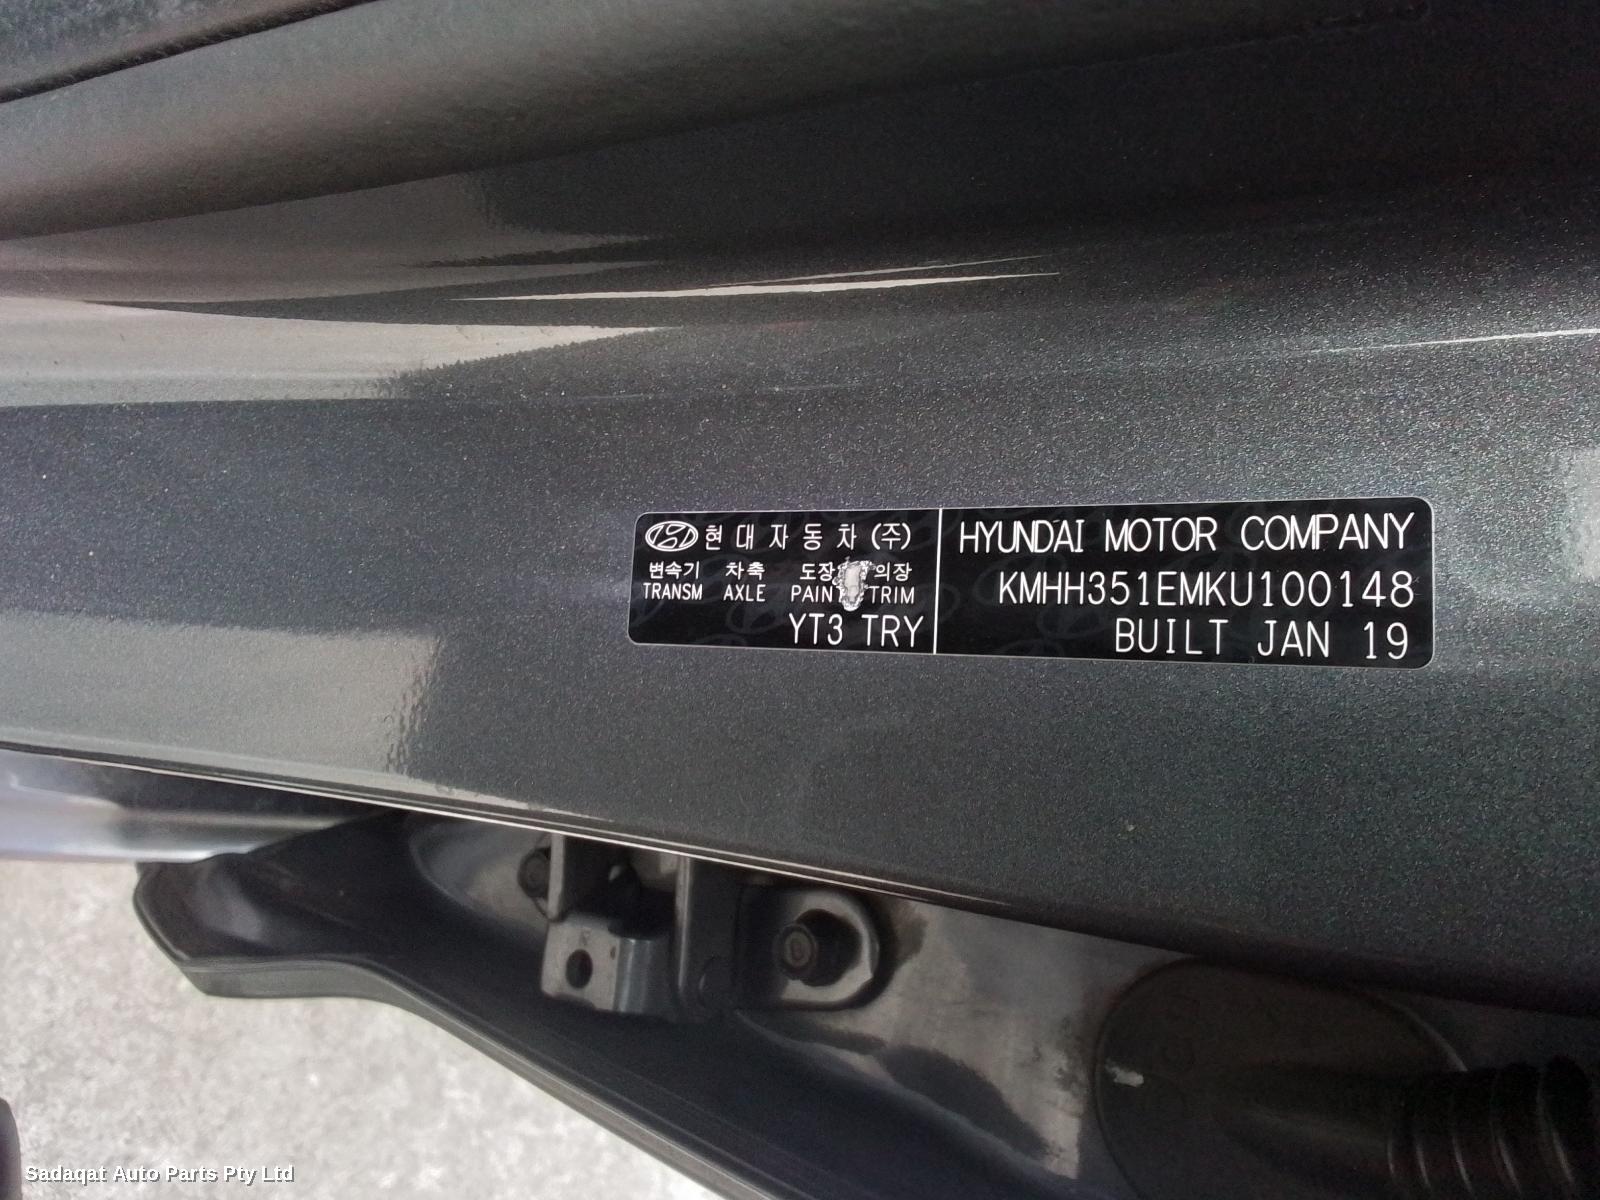 현대자동차(주)
변속기 차축 도장 의장
TRANSM AXLE PAINT TRIM
YT3 TRY
HYUNDAI MOTOR COMPANY
KMHH351EMKU100148
BUILT JAN 19
Sadaqat Auto Parts Pty Ltd